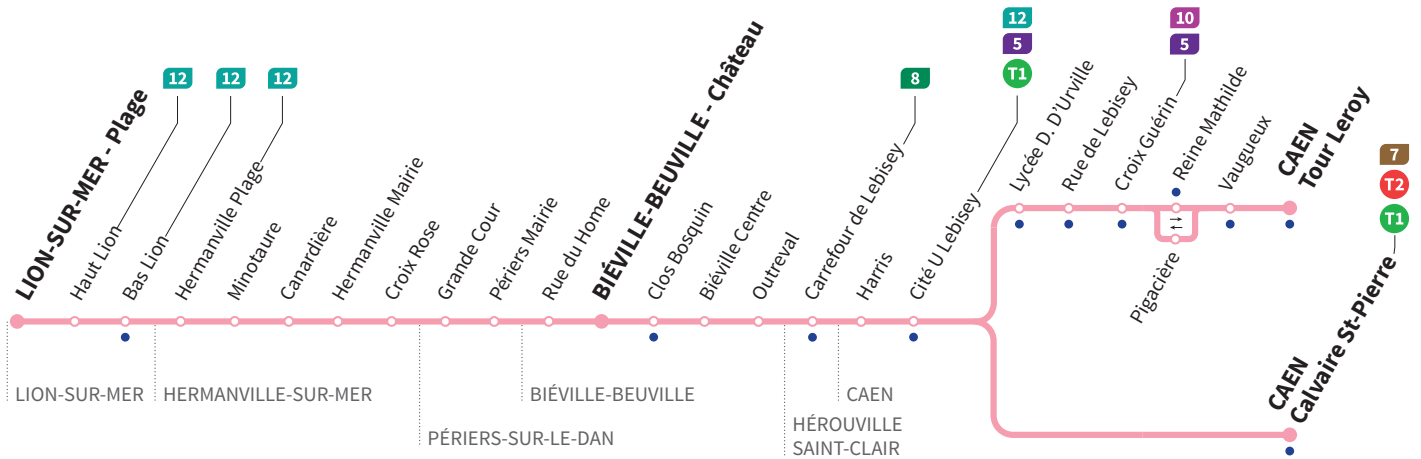 LION-SUR-MER - Plage
12
Haut Lion
12
Bas Lion
12
Hermanville Plage
Minotaure
Canardière
Hermanville Mairie
Croix Rose
Grande Cour
Périers Mairie
Rue du Home
BIÉVILLE-BEUVILLE - Château
Clos Bosquin
Biéville Centre
Outreval
8
Carrefour de Lebisey
Harris
12
5
T1
Cité U Lebisey
Lycée D. D'Urville
Rue de Lebisey
Croix Guérin
10
5
Reine Mathilde
Pigacière
Vaugueux
CAEN
Tour Leroy
7
T2
T1
CAEN
Calvaire St-Pierre
LION-SUR-MER
HERMANVILLE-SUR-MER
PÉRIERS-SUR-LE-DAN
BIÉVILLE-BEUVILLE
HÉROUVILLE
SAINT-CLAIR
CAEN